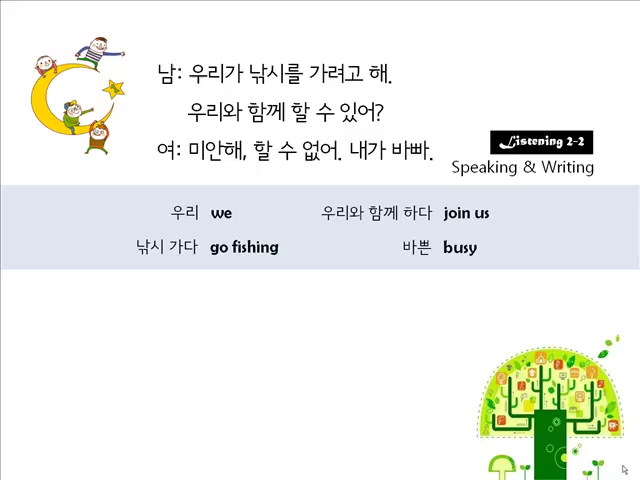 남: 우리가 낚시를 가려고 해.
우리와 함께 할 수 있어?
여: 미안해, 할 수 없어. 내가 바빠.
Listening 2-2
Speaking & Writing
우리 we 우리와 함께 하다 join us
낚시 가다 go fishing 바쁜 busy